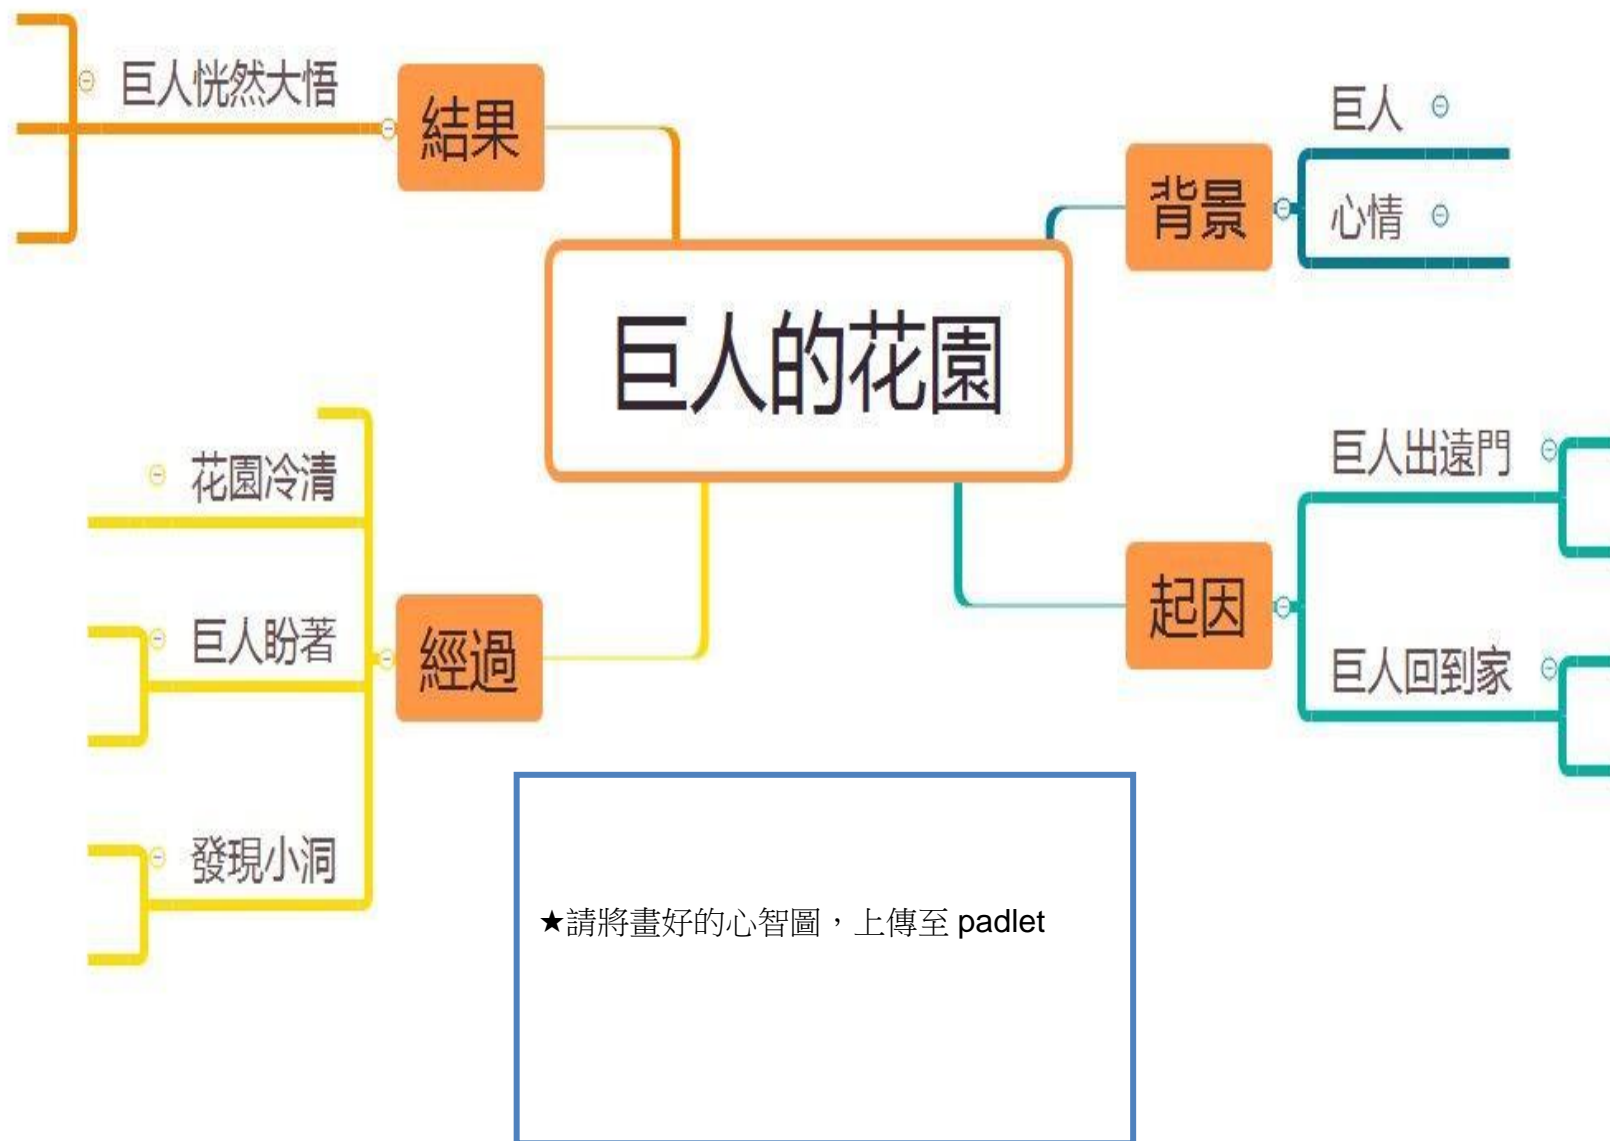 巨人的花園
背景
巨人
心情
起因
巨人出遠門
巨人回到家
經過
花園冷清
巨人盼著
發現小洞
結果
巨人恍然大悟
★請將畫好的心智圖，上傳至 padlet